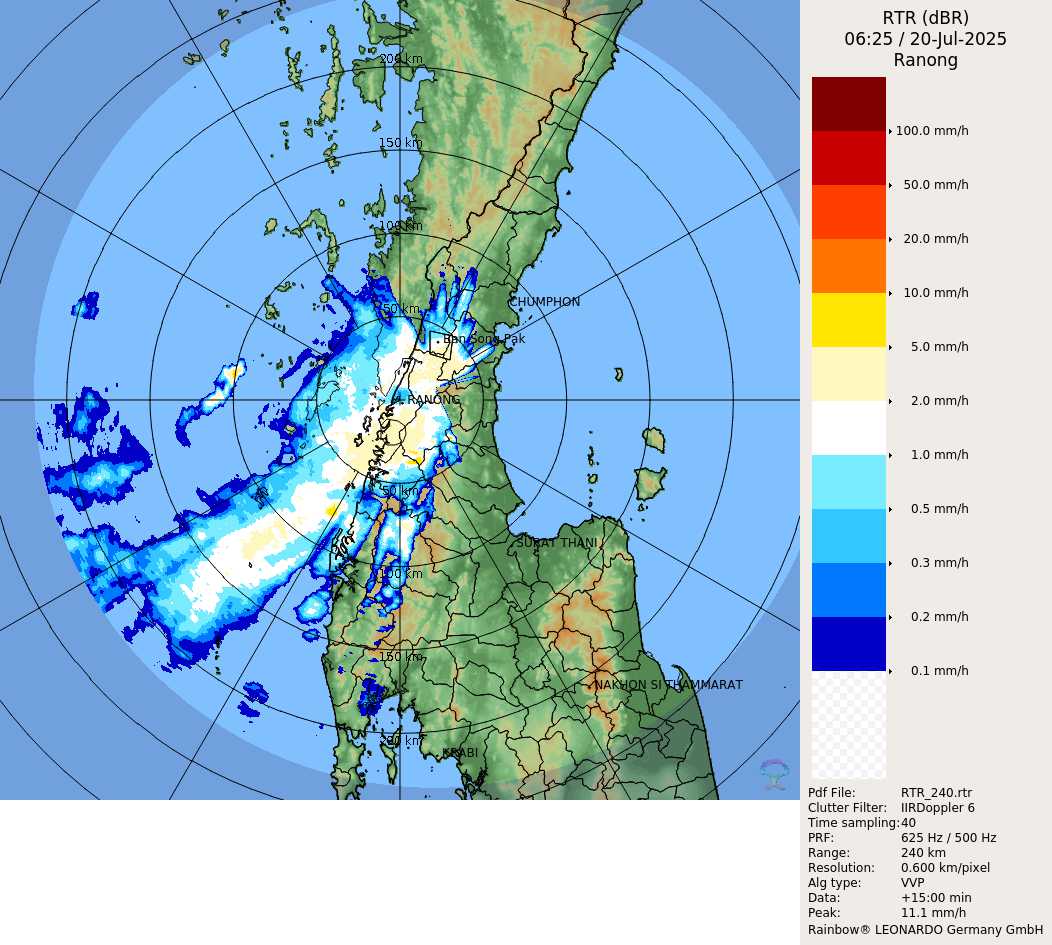 RTR (dBR)
06:25 / 20-Jul-2025
Ranong
200 km
150 km
100 km
50 km
CHUMPHON
Ban Song Pak
RANONG
50 km
SURAT THANI
100 km
150 km
NAKHON SI THAMMARAT
200 km
KRABI
100.0 mm/h
50.0 mm/h
20.0 mm/h
10.0 mm/h
5.0 mm/h
2.0 mm/h
1.0 mm/h
0.5 mm/h
0.3 mm/h
0.2 mm/h
0.1 mm/h
Pdf File: RTR_240.rtr
Clutter Filter: IIRDoppler 6
Time sampling: 40
PRF: 625 Hz / 500 Hz
Range: 240 km
Resolution: 0.600 km/pixel
Alg type: VVP
Data: +15:00 min
Peak: 11.1 mm/h
Rainbow® LEONARDO Germany GmbH